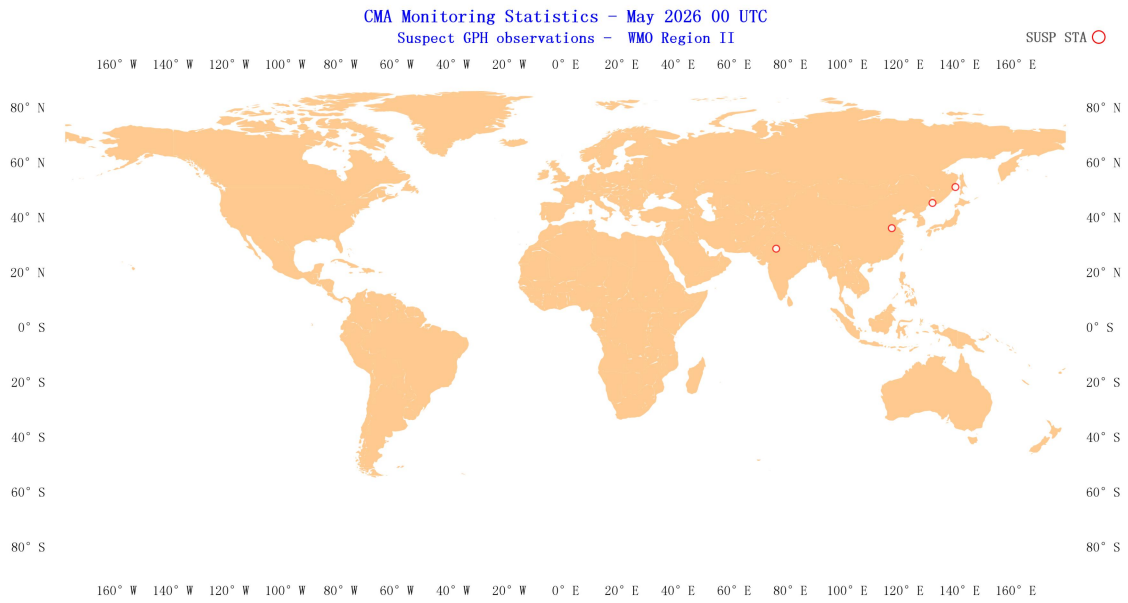 CMA Monitoring Statistics - May 2026 00 UTC
Suspect GPH observations - WMO Region II
SUSP STA
160° W 140° W 120° W 100° W 80° W 60° W 40° W 20° W 0° E 20° E 40° E 60° E 80° E 100° E 120° E 140° E 160° E
80° N 80° N
60° N 60° N
40° N 40° N
20° N 20° N
0° S 0° S
20° S 20° S
40° S 40° S
60° S 60° S
80° S 80° S
160° W 140° W 120° W 100° W 80° W 60° W 40° W 20° W 0° E 20° E 40° E 60° E 80° E 100° E 120° E 140° E 160° E